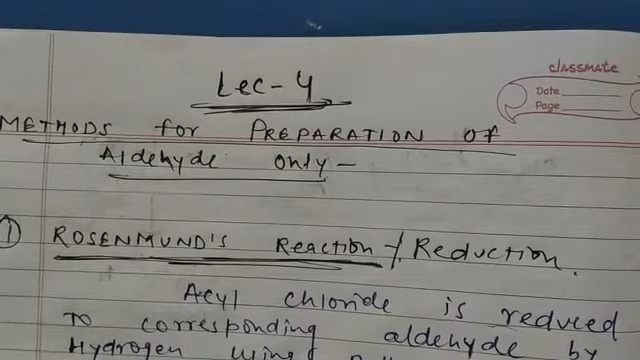 Lec-4
classmate
Date
Page
METHODS for PREPARATION OF
Aldehyde only -
① ROSENMUND'S Reaction / Reduction.
Acyl chloride is reduced
To corresponding aldehyde by
Hydrogen using